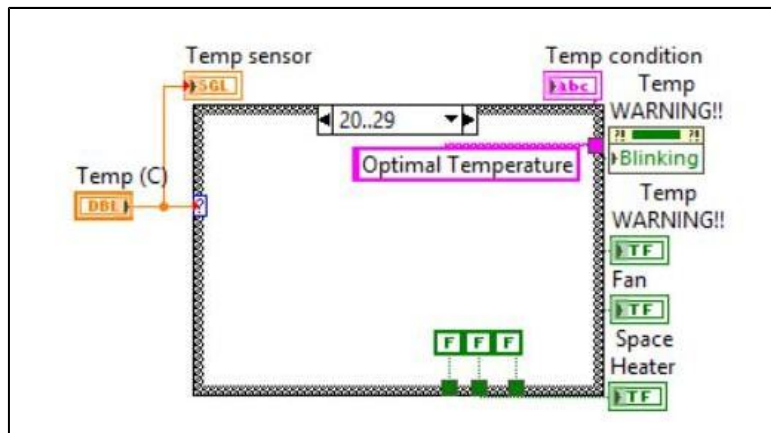 Temp sensor
SGL
Temp condition
abc
Temp
WARNING!!
?! ?!
Blinking
20..29
Optimal Temperature
Temp (C)
DBL
?
Temp
WARNING!!
TF
Fan
TF
F F F
Space
Heater
TF